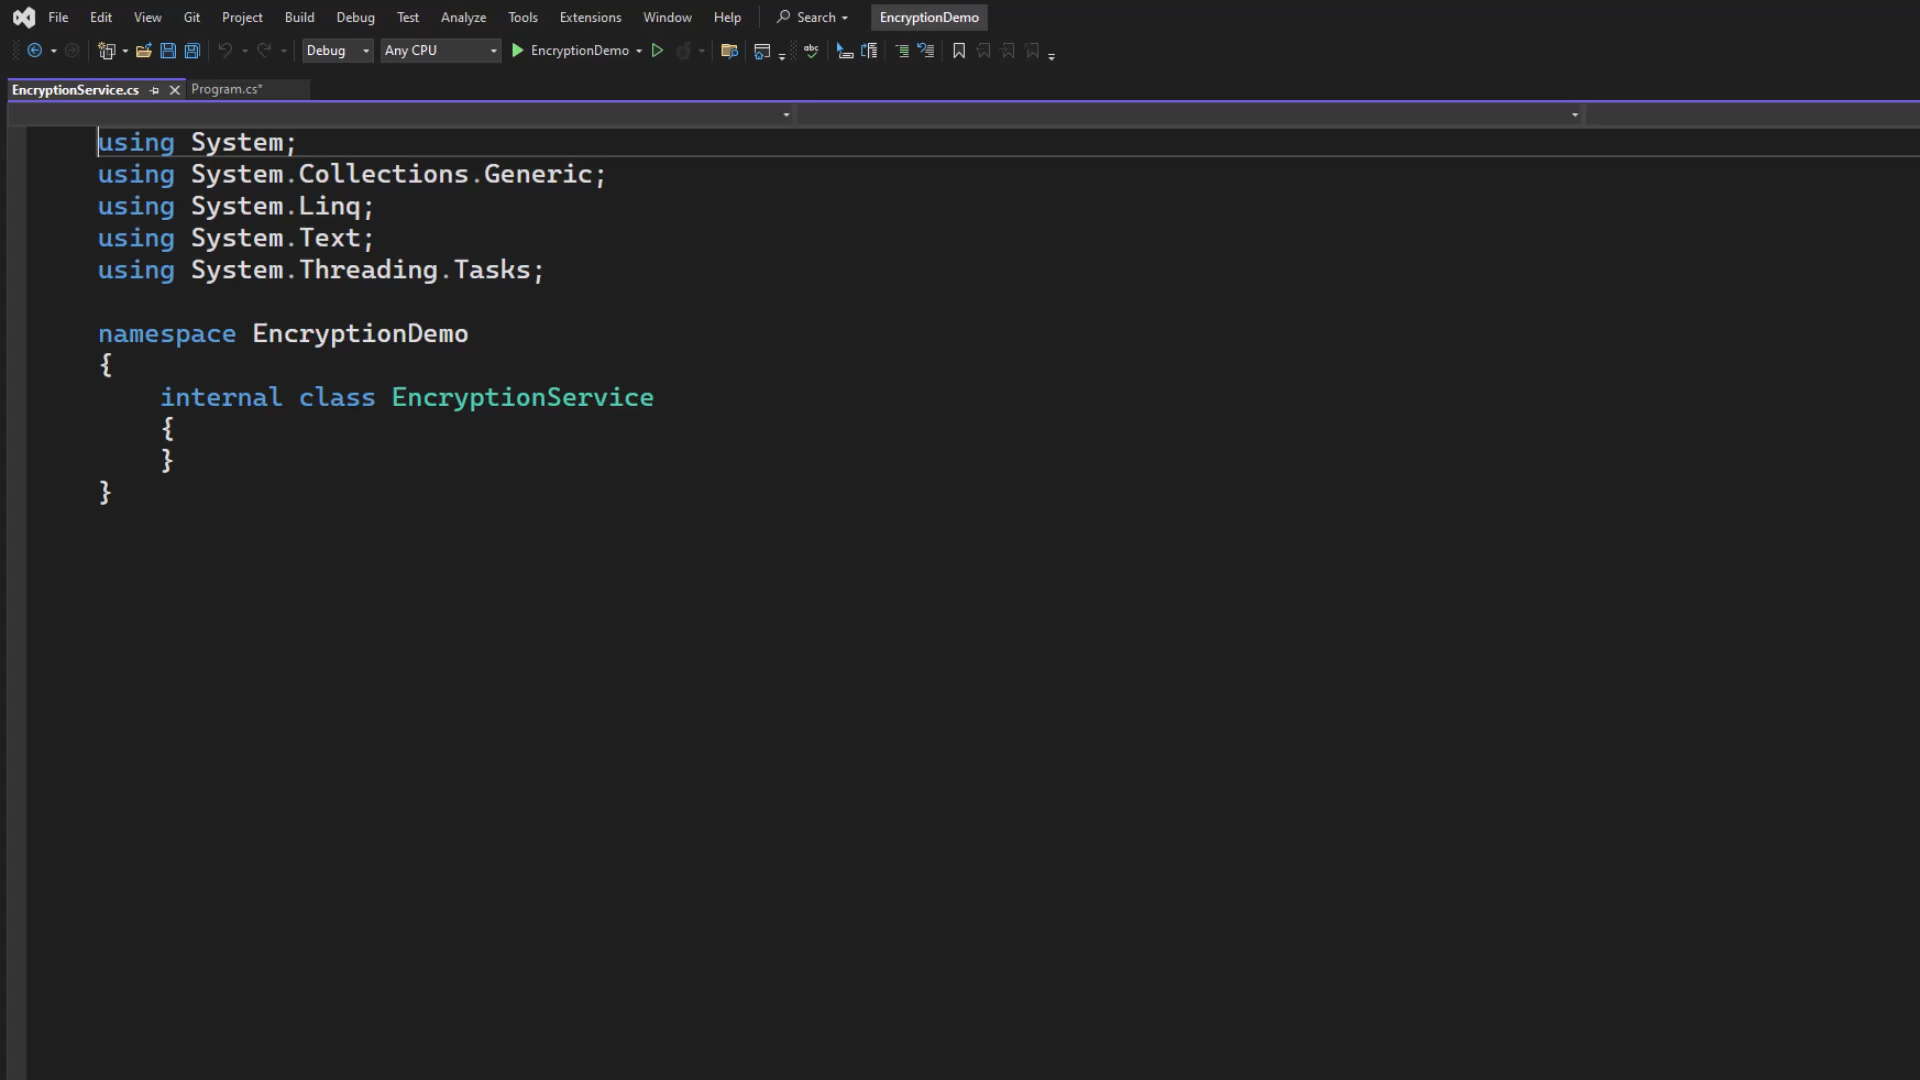 File Edit View Git Project Build Debug Test Analyze Tools Extensions Window Help Search EncryptionDemo
Debug Any CPU EncryptionDemo abc
EncryptionService.cs Program.cs*
using System;
using System.Collections.Generic;
using System.Linq;
using System.Text;
using System.Threading.Tasks;
namespace EncryptionDemo
{
internal class EncryptionService
{
}
}